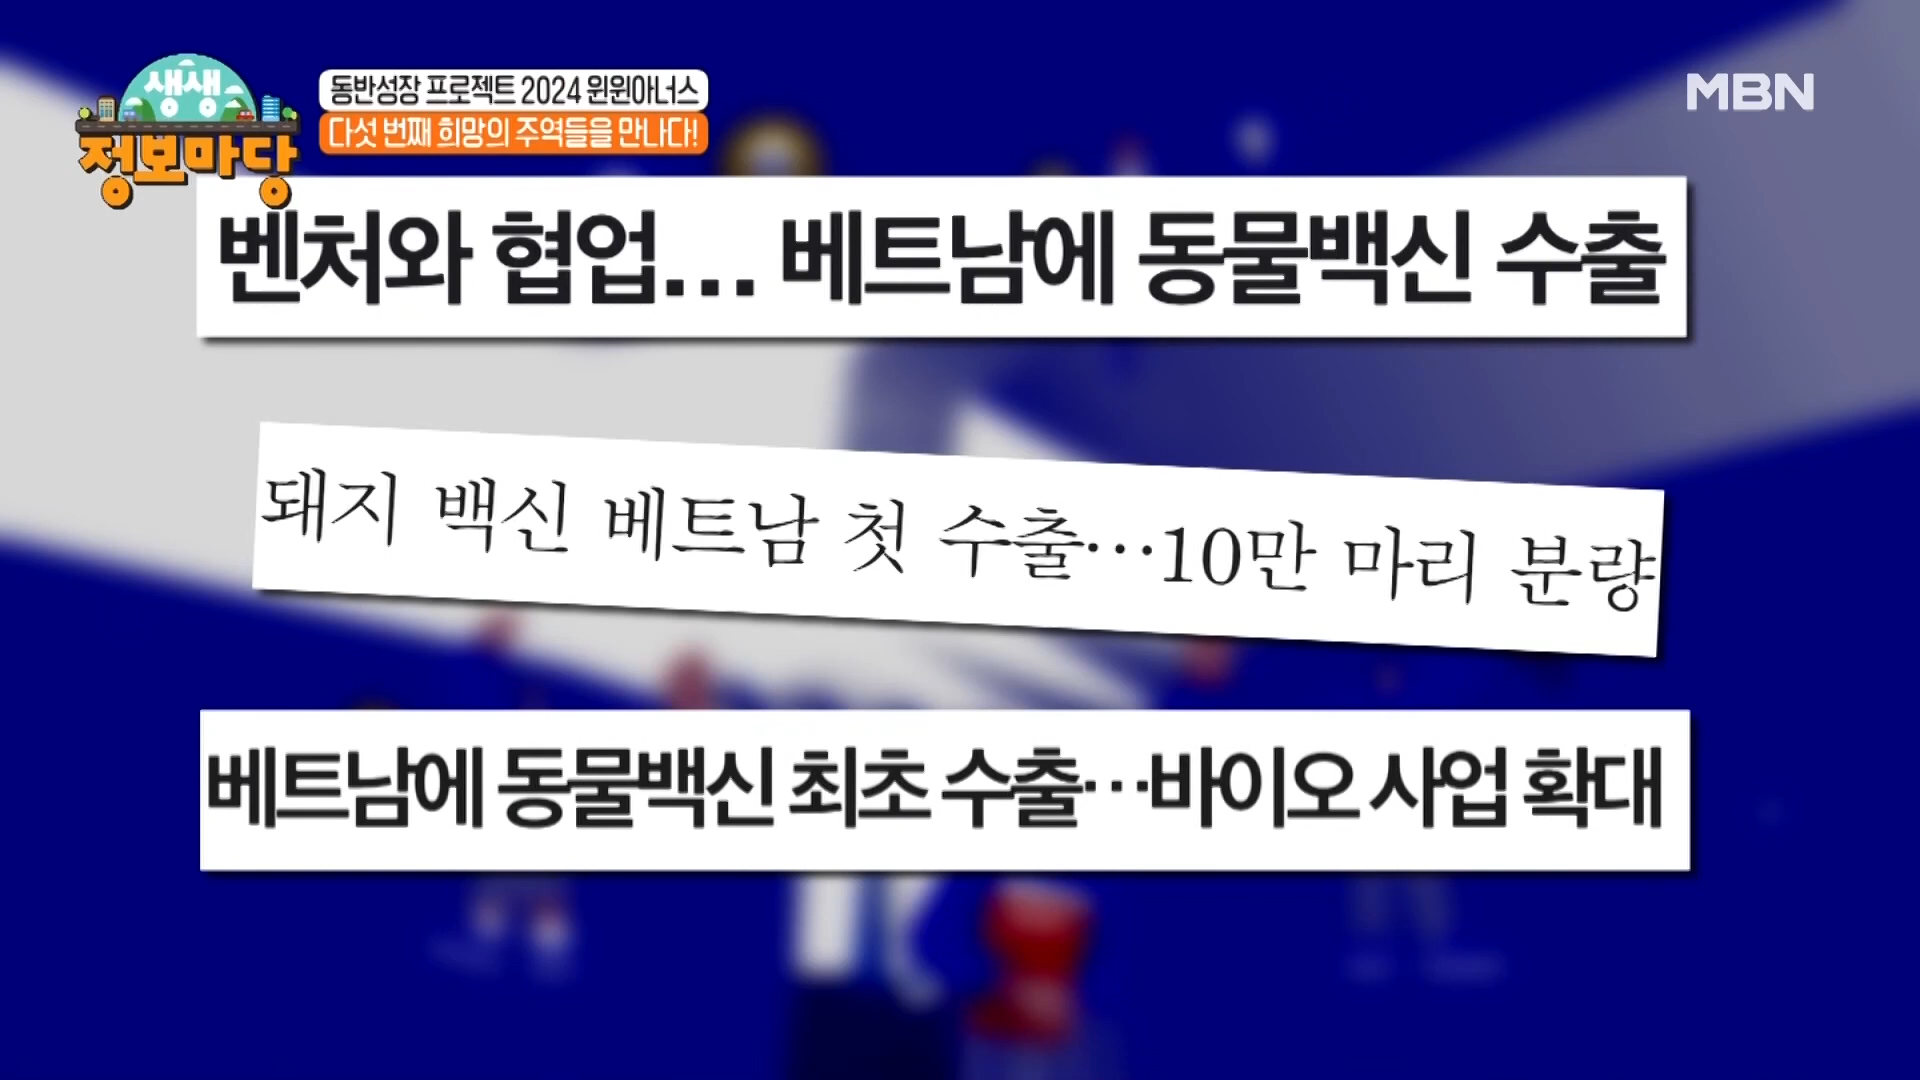 생생
정보마당
동반성장 프로젝트 2024 윈윈아너스
다섯 번째 희망의 주역들을 만나다!
MBN
벤처와 협업... 베트남에 동물백신 수출
돼지 백신 베트남 첫 수출…10만 마리 분량
베트남에 동물백신 최초 수출…바이오 사업 확대